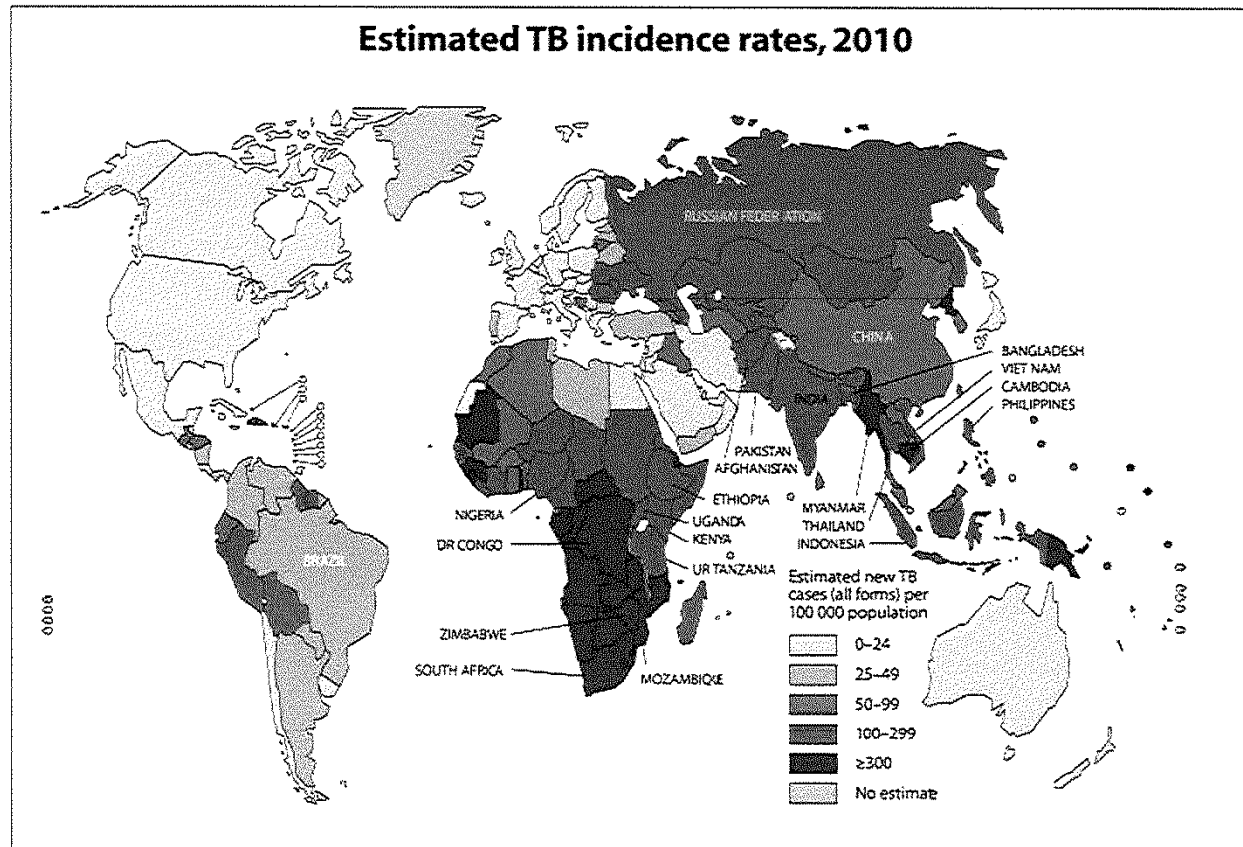 Estimated TB incidence rates, 2010
RUSSIAN FEDERATION
CHINA
BANGLADESH
VIET NAM
CAMBODIA
PHILIPPINES
INDIA
PAKISTAN
AFGHANISTAN
ETHIOPIA
NIGERIA
UGANDA
KENYA
DR CONGO
UR TANZANIA
MYANMAR
THAILAND
INDONESIA
BRAZIL
ZIMBABWE
SOUTH AFRICA
MOZAMBIQUE
Estimated new TB
cases (all forms) per
100 000 population
0–24
25–49
50–99
100–299
≥300
No estimate